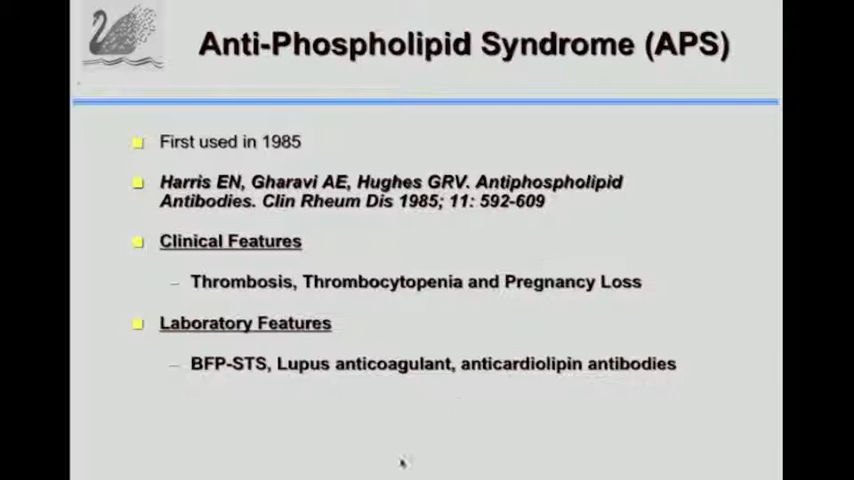 Anti-Phospholipid Syndrome (APS)
First used in 1985
Harris EN, Gharavi AE, Hughes GRV. Antiphospholipid
Antibodies. Clin Rheum Dis 1985; 11: 592-609
Clinical Features
– Thrombosis, Thrombocytopenia and Pregnancy Loss
Laboratory Features
– BFP-STS, Lupus anticoagulant, anticardiolipin antibodies